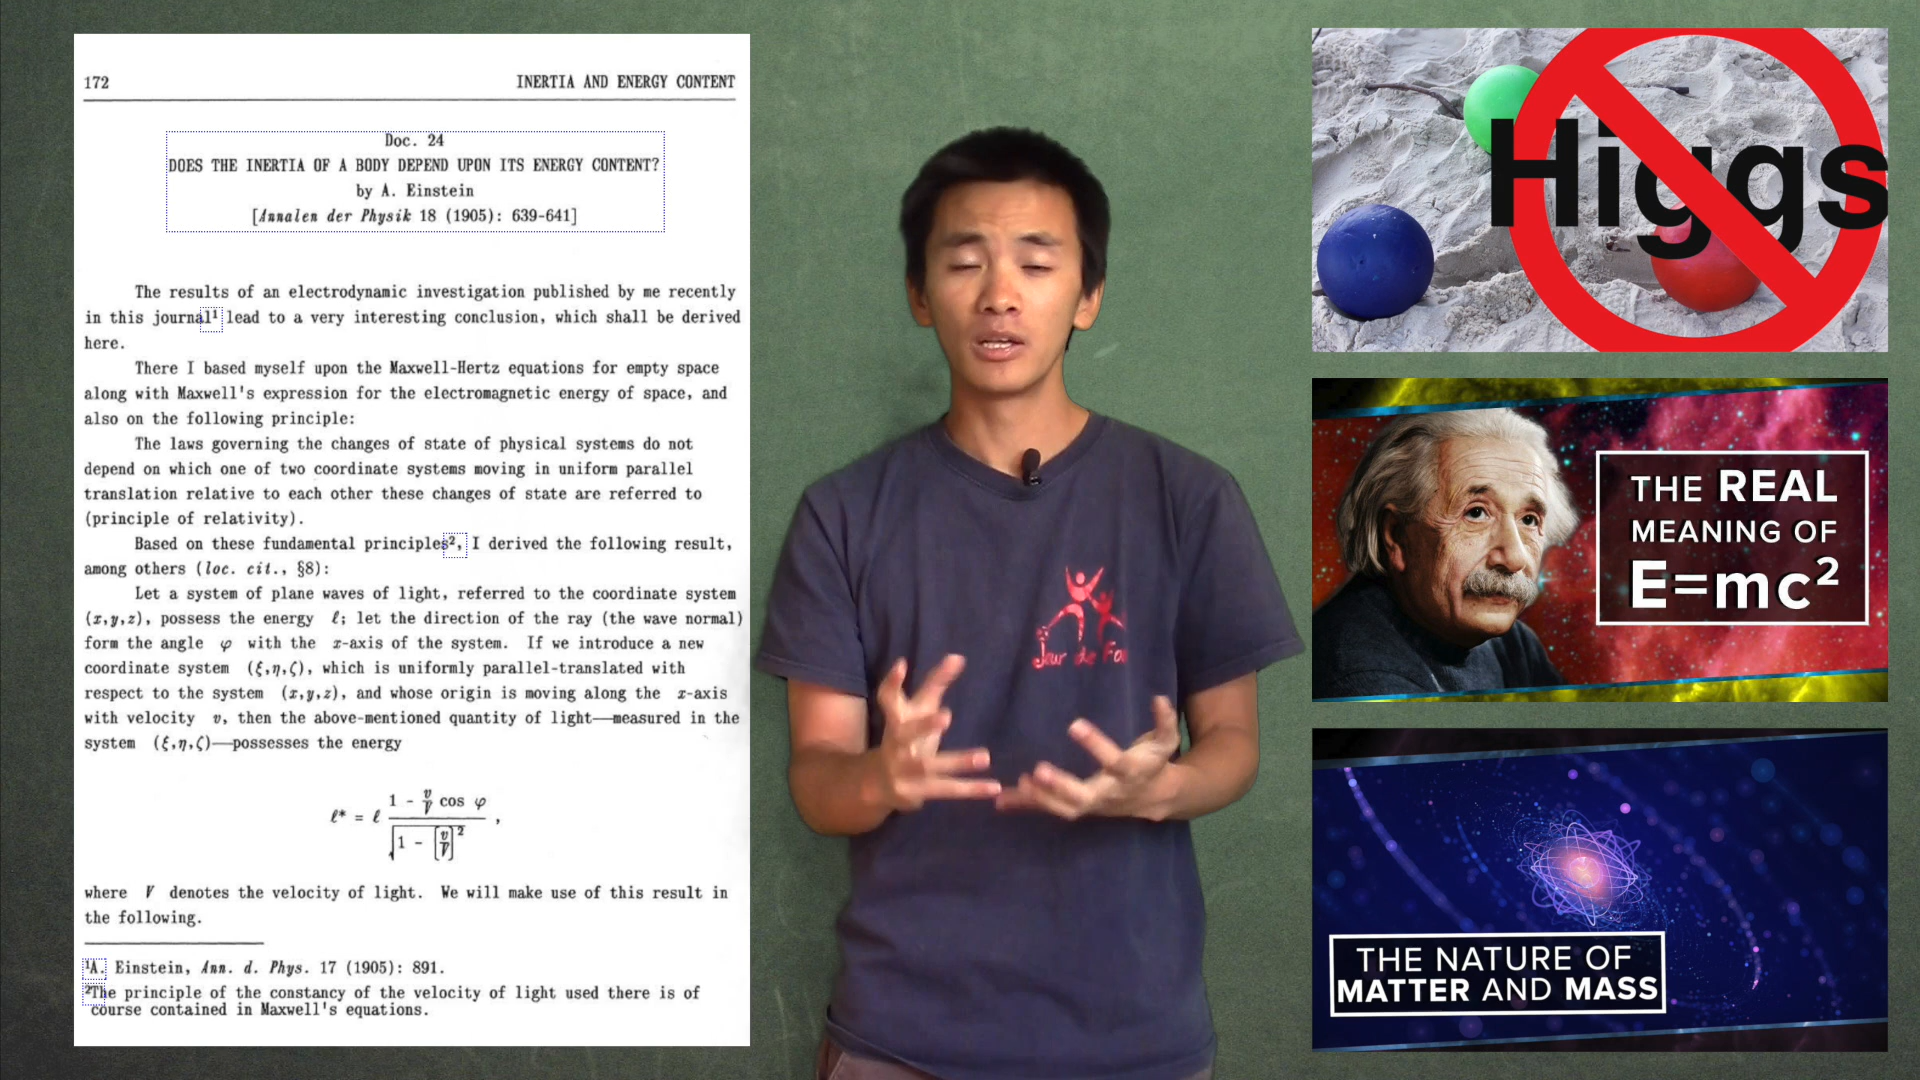 172 INERTIA AND ENERGY CONTENT
Doc. 24
DOES THE INERTIA OF A BODY DEPEND UPON ITS ENERGY CONTENT?
by A. Einstein
[Annalen der Physik 18 (1905): 639-641]
The results of an electrodynamic investigation published by me recently
in this journal¹ lead to a very interesting conclusion, which shall be derived
here.
There I based myself upon the Maxwell-Hertz equations for empty space
along with Maxwell's expression for the electromagnetic energy of space, and
also on the following principle:
The laws governing the changes of state of physical systems do not
depend on which one of two coordinate systems moving in uniform parallel
translation relative to each other these changes of state are referred to
(principle of relativity).
Based on these fundamental principles², I derived the following result,
among others (loc. cit., §8):
Let a system of plane waves of light, referred to the coordinate system
(x,y,z), possess the energy ℓ; let the direction of the ray (the wave normal)
form the angle φ with the x-axis of the system. If we introduce a new
coordinate system (ξ,η,ζ), which is uniformly parallel-translated with
respect to the system (x,y,z), and whose origin is moving along the x-axis
with velocity v, then the above-mentioned quantity of light—measured in the
system (ξ,η,ζ)—possesses the energy
ℓ* = ℓ (1 - v/V cos φ) / √(1 - [v/V]²) ,
where V denotes the velocity of light. We will make use of this result in
the following.
¹A. Einstein, Ann. d. Phys. 17 (1905): 891.
²The principle of the constancy of the velocity of light used there is of
course contained in Maxwell's equations.
Jour de
Higgs
THE REAL
MEANING OF
E=mc²
THE NATURE OF
MATTER AND MASS